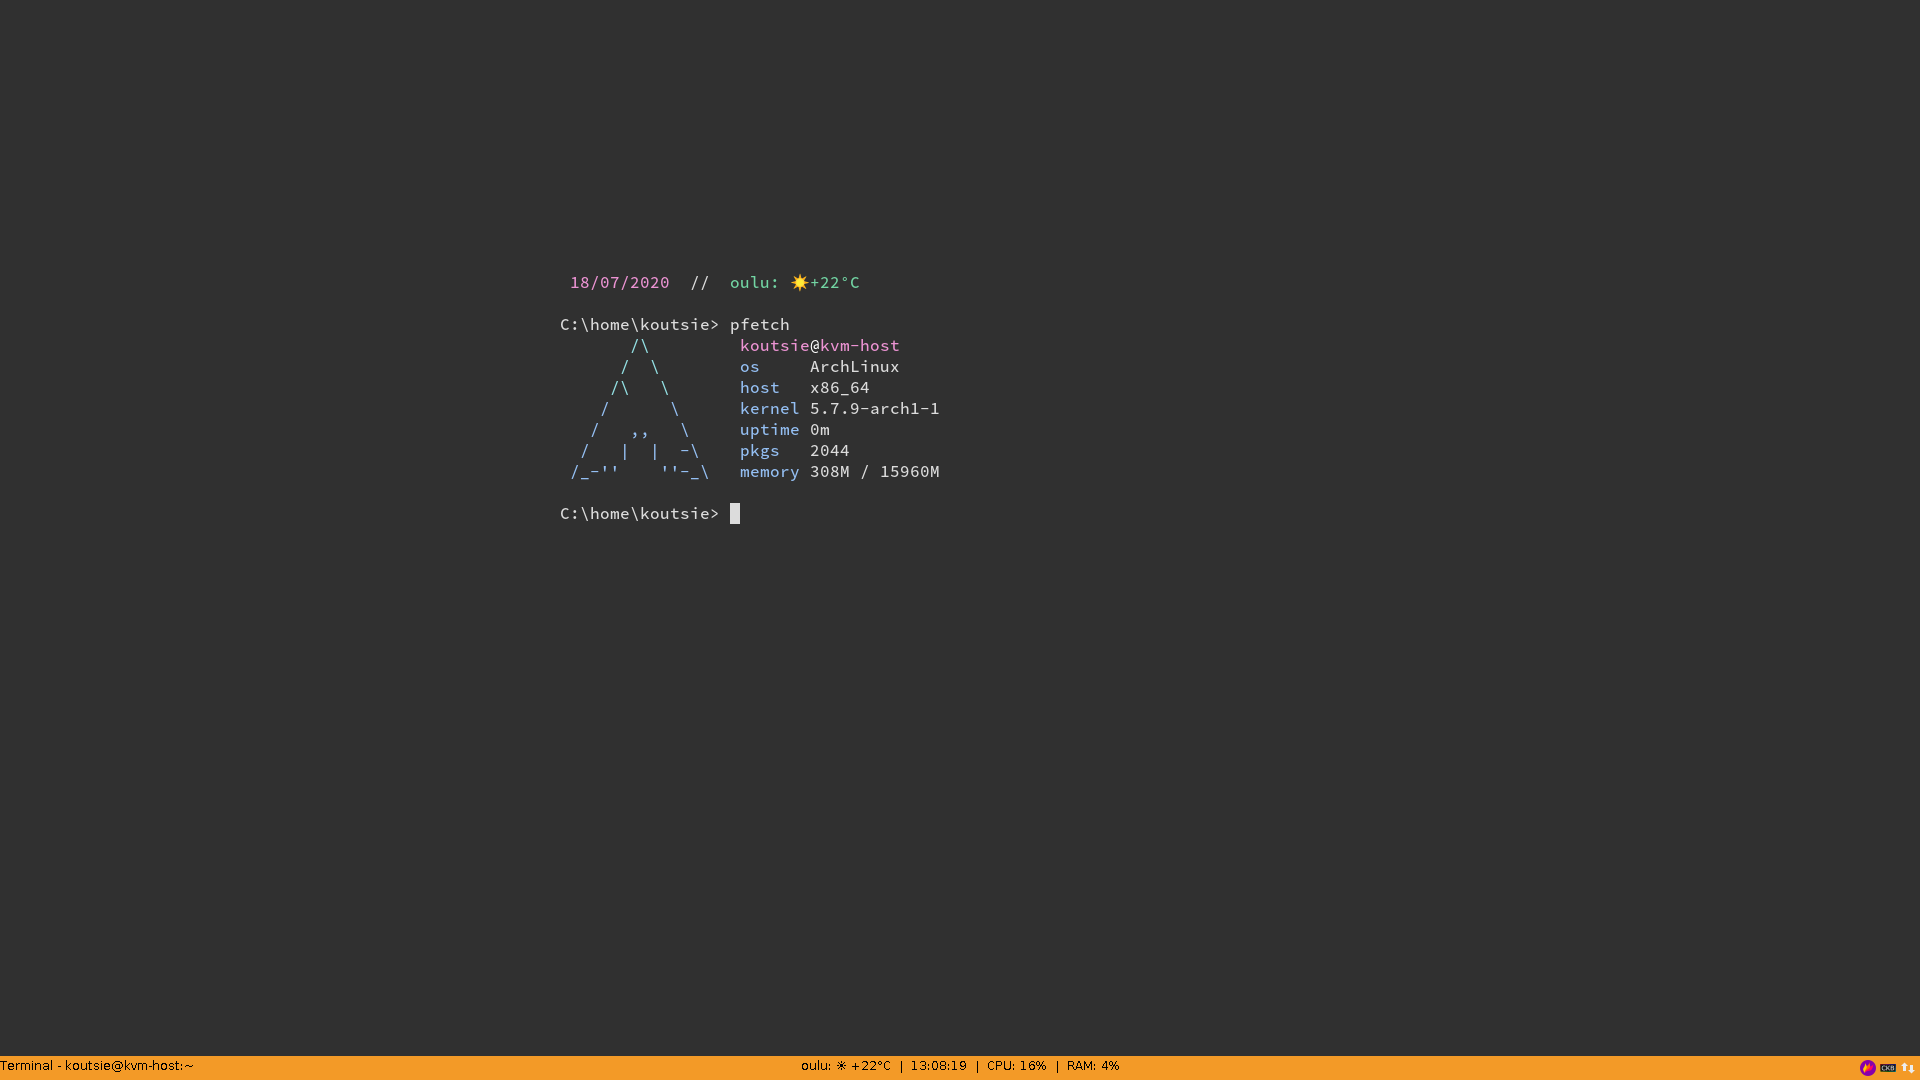 18/07/2020  //  oulu: ☀️+22°C
C:\home\koutsie> pfetch
       /\         koutsie@kvm-host
      /  \        os     ArchLinux
     /\   \       host   x86_64
    /      \      kernel 5.7.9-arch1-1
   /   ,,   \     uptime 0m
  /   |  |  -\    pkgs   2044
 /_-''    ''-_\   memory 308M / 15960M
C:\home\koutsie>
Terminal - koutsie@kvm-host:~
oulu: ☀ +22°C | 13:08:19 | CPU: 16% | RAM: 4%
CKB